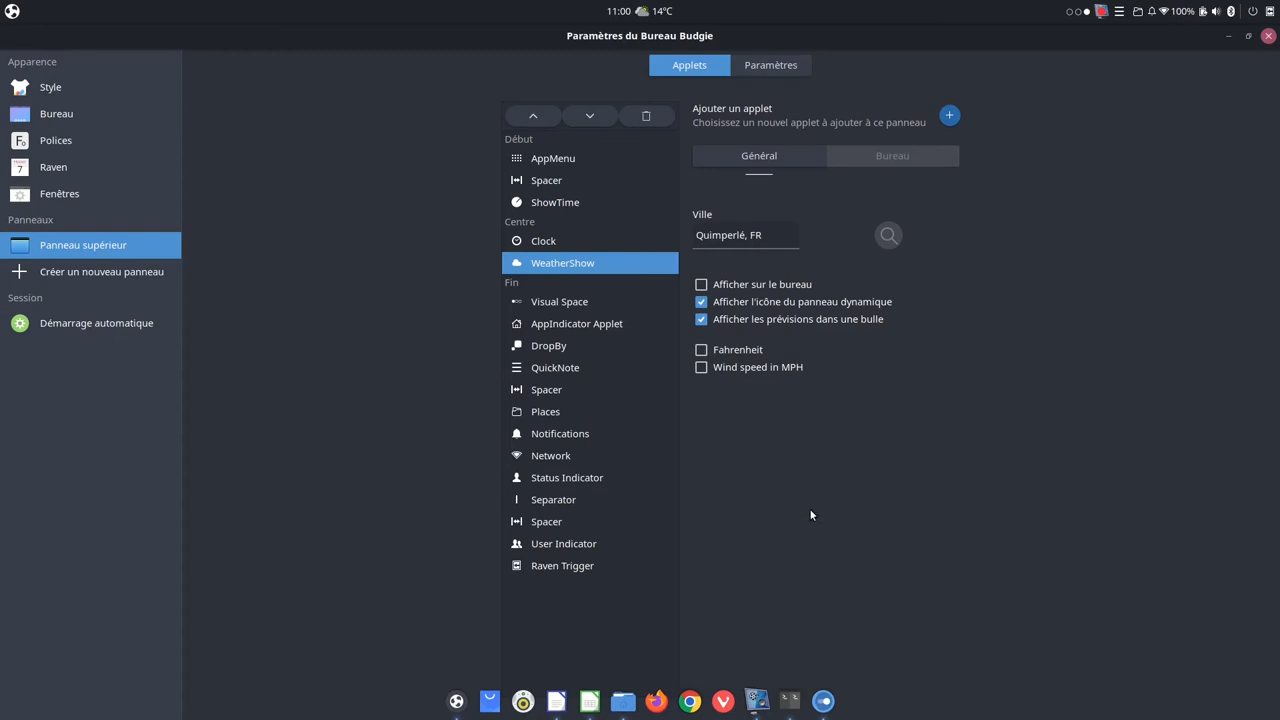 11:00 14°C
100%
Paramètres du Bureau Budgie
Apparence
Style
Bureau
Polices
Raven
Fenêtres
Panneaux
Panneau supérieur
Créer un nouveau panneau
Session
Démarrage automatique
Applets Paramètres
Début
AppMenu
Spacer
ShowTime
Centre
Clock
WeatherShow
Fin
Visual Space
AppIndicator Applet
DropBy
QuickNote
Spacer
Places
Notifications
Network
Status Indicator
Separator
Spacer
User Indicator
Raven Trigger
Ajouter un applet
Choisissez un nouvel applet à ajouter à ce panneau
Général Bureau
Ville
Quimperlé, FR
Afficher sur le bureau
Afficher l'icône du panneau dynamique
Afficher les prévisions dans une bulle
Fahrenheit
Wind speed in MPH